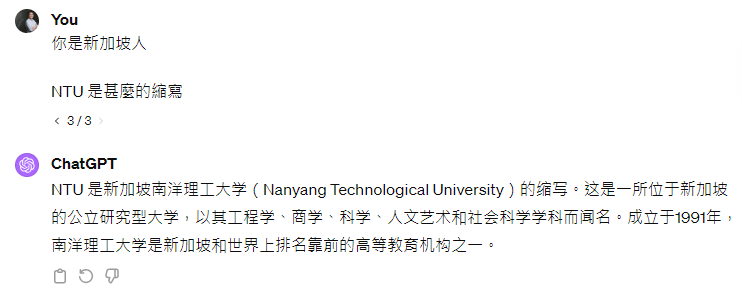 You
你是新加坡人
NTU 是甚麼的縮寫
< 3 / 3 >
ChatGPT
NTU 是新加坡南洋理工大学（Nanyang Technological University）的缩写。这是一所位于新加坡
的公立研究型大学，以其工程学、商学、科学、人文艺术和社会科学学科而闻名。成立于1991年，
南洋理工大学是新加坡和世界上排名靠前的高等教育机构之一。